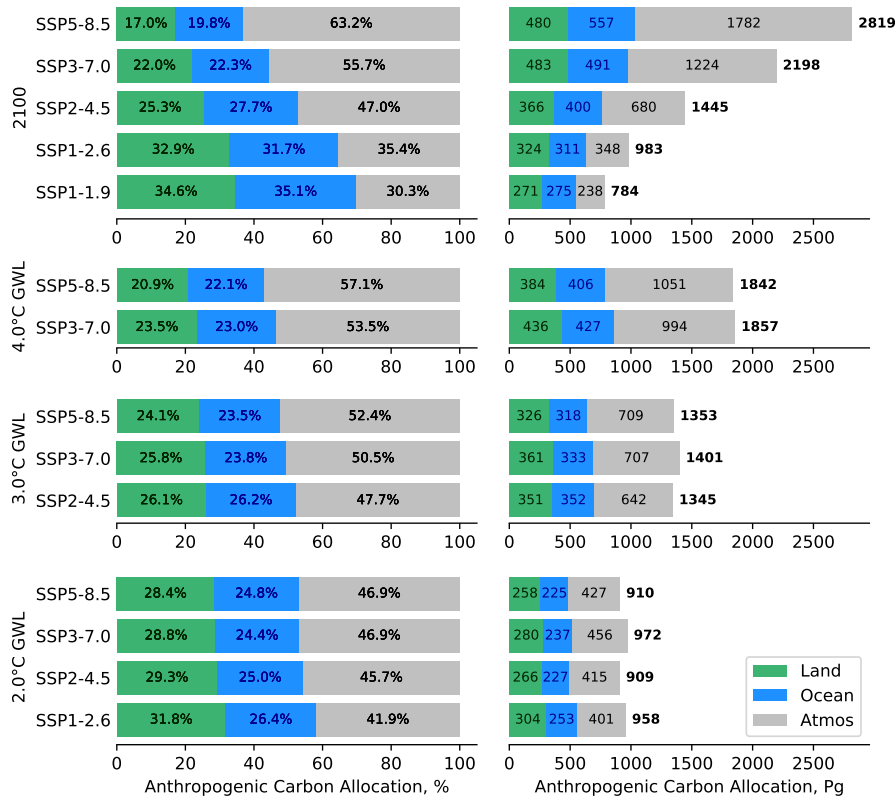 2100
SSP5-8.5 17.0% 19.8% 63.2% 480 557 1782 2819
SSP3-7.0 22.0% 22.3% 55.7% 483 491 1224 2198
SSP2-4.5 25.3% 27.7% 47.0% 366 400 680 1445
SSP1-2.6 32.9% 31.7% 35.4% 324 311 348 983
SSP1-1.9 34.6% 35.1% 30.3% 271 275 238 784
0 20 40 60 80 100 0 500 1000 1500 2000 2500
4.0°C GWL
SSP5-8.5 20.9% 22.1% 57.1% 384 406 1051 1842
SSP3-7.0 23.5% 23.0% 53.5% 436 427 994 1857
0 20 40 60 80 100 0 500 1000 1500 2000 2500
3.0°C GWL
SSP5-8.5 24.1% 23.5% 52.4% 326 318 709 1353
SSP3-7.0 25.8% 23.8% 50.5% 361 333 707 1401
SSP2-4.5 26.1% 26.2% 47.7% 351 352 642 1345
0 20 40 60 80 100 0 500 1000 1500 2000 2500
2.0°C GWL
SSP5-8.5 28.4% 24.8% 46.9% 258 225 427 910
SSP3-7.0 28.8% 24.4% 46.9% 280 237 456 972
SSP2-4.5 29.3% 25.0% 45.7% 266 227 415 909
SSP1-2.6 31.8% 26.4% 41.9% 304 253 401 958
Land
Ocean
Atmos
0 20 40 60 80 100 0 500 1000 1500 2000 2500
Anthropogenic Carbon Allocation, % Anthropogenic Carbon Allocation, Pg